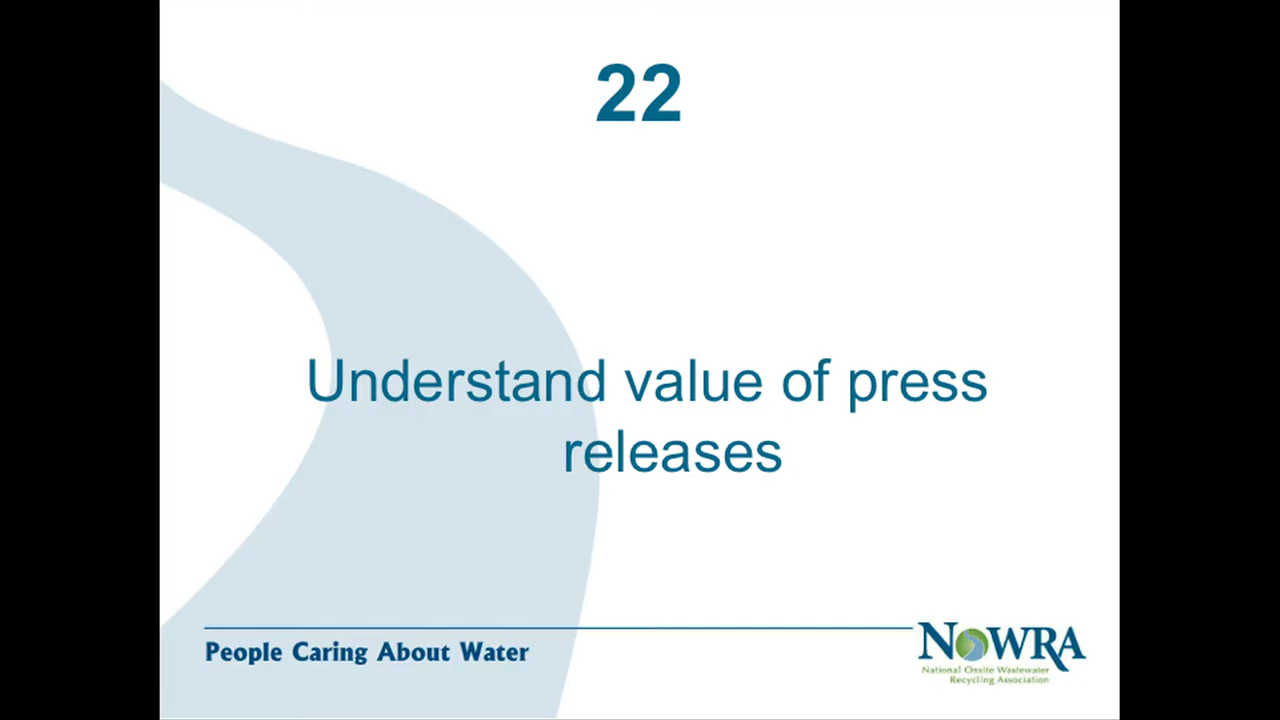 22
Understand value of press
releases
People Caring About Water
NOWRA
National Onsite Wastewater
Recycling Association